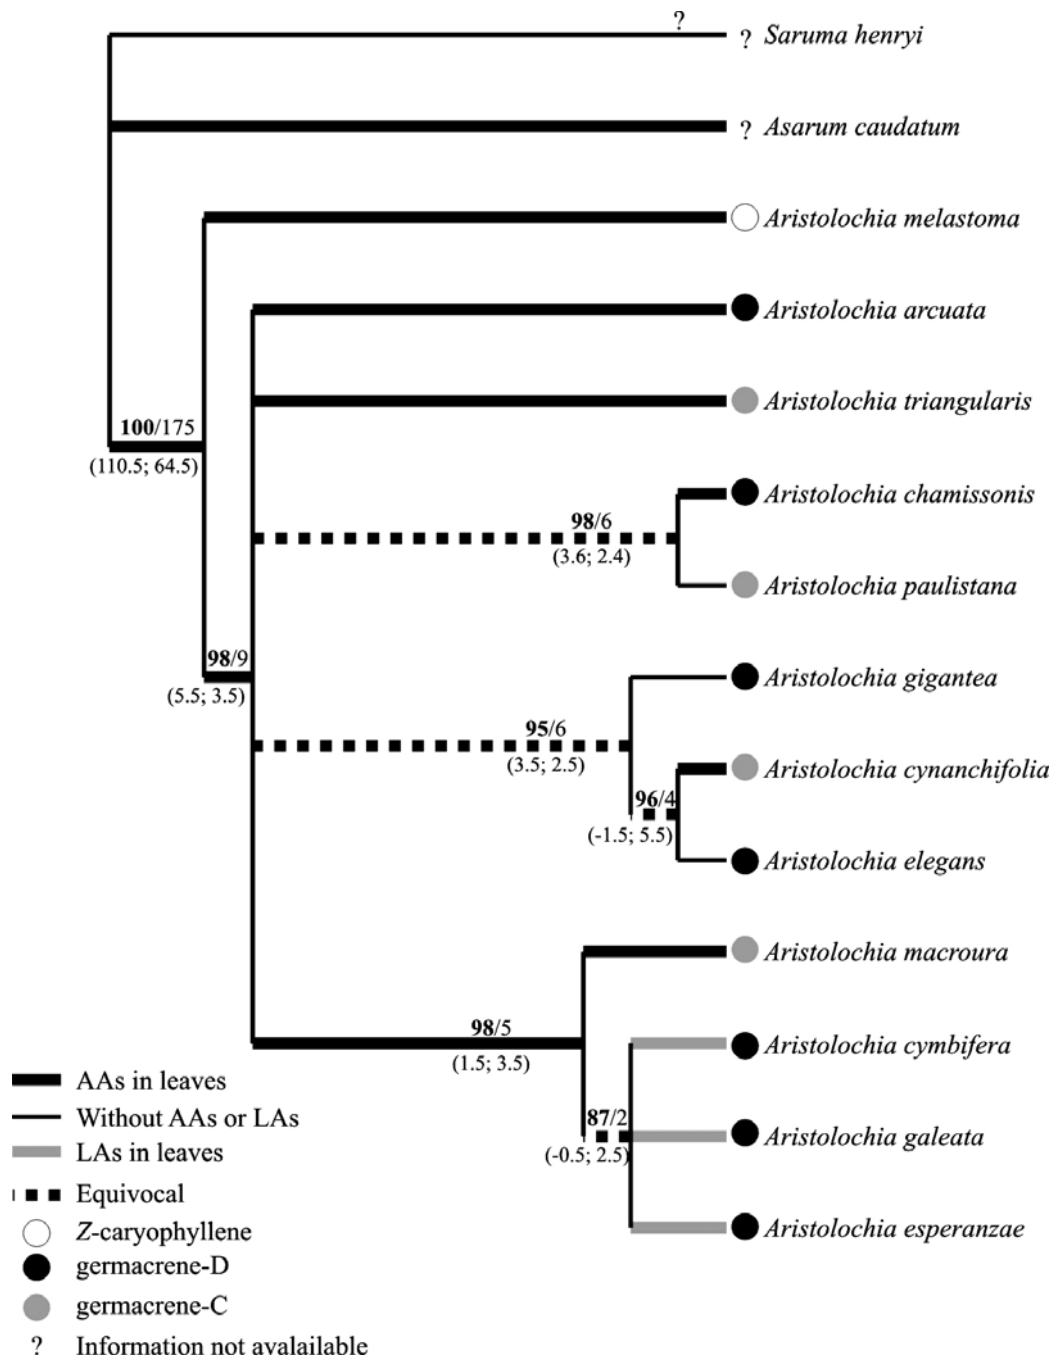 ?
? Saruma henryi
? Asarum caudatum
Aristolochia melastoma
Aristolochia arcuata
Aristolochia triangularis
100/175
(110.5; 64.5)
Aristolochia chamissonis
98/6
(3.6; 2.4)
Aristolochia paulistana
98/9
(5.5; 3.5)
Aristolochia gigantea
95/6
(3.5; 2.5)
Aristolochia cynanchifolia
96/4
(-1.5; 5.5)
Aristolochia elegans
Aristolochia macroura
98/5
(1.5; 3.5)
Aristolochia cymbifera
87/2
(-0.5; 2.5)
Aristolochia galeata
Aristolochia esperanzae
AAs in leaves
Without AAs or LAs
LAs in leaves
Equivocal
Z-caryophyllene
germacrene-D
germacrene-C
? Information not avalailable